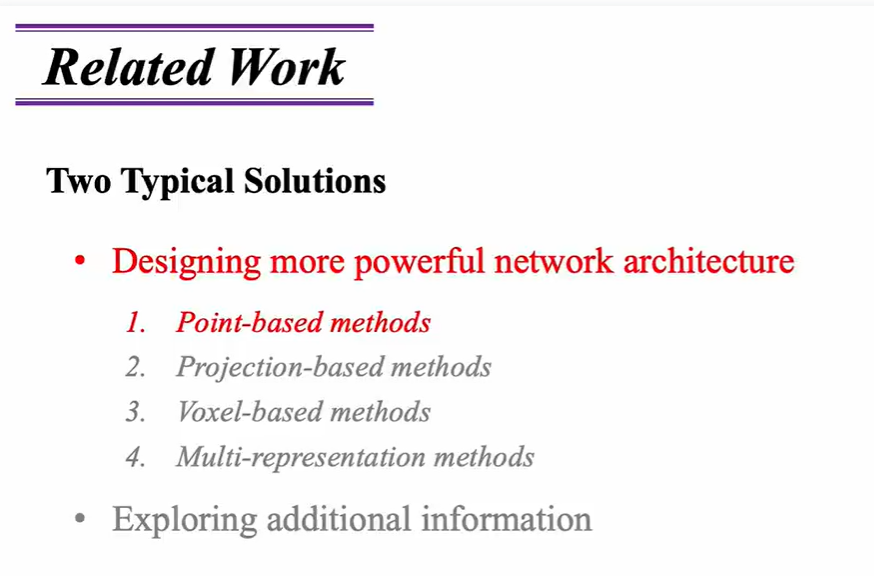 Related Work
Two Typical Solutions
• Designing more powerful network architecture
1. Point-based methods
2. Projection-based methods
3. Voxel-based methods
4. Multi-representation methods
• Exploring additional information